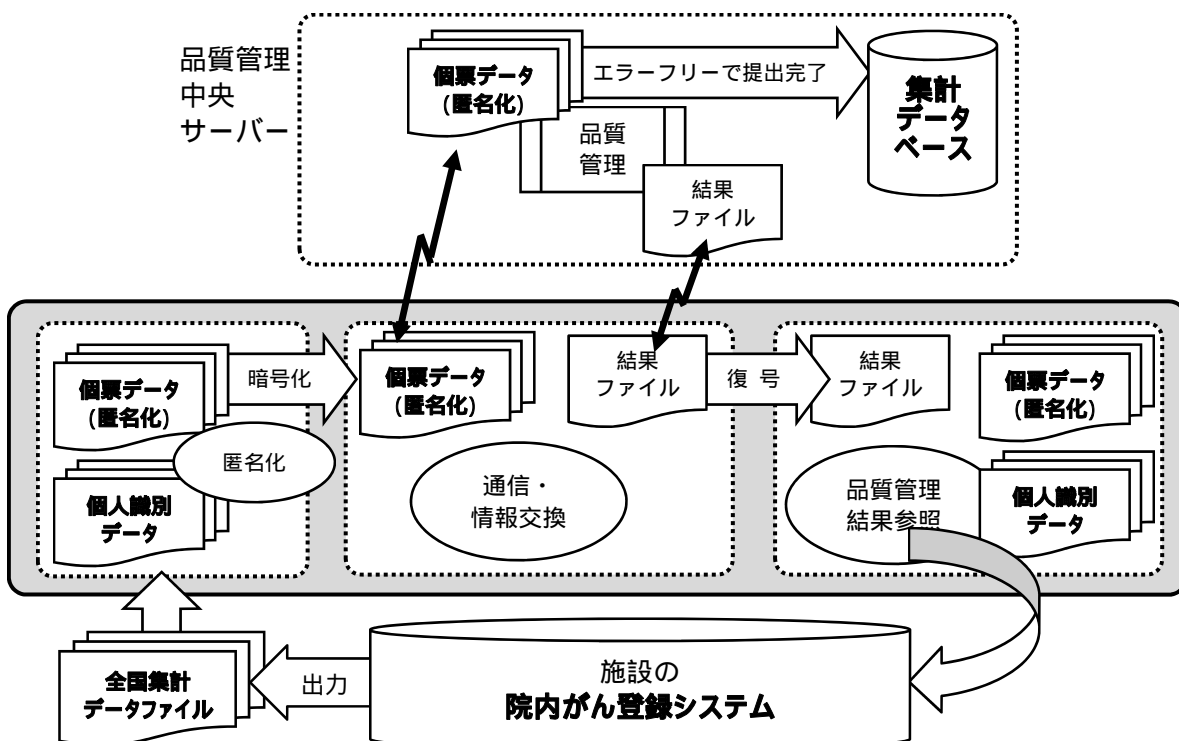 品質管理
中央
サーバー
個票データ
(匿名化)
エラーフリーで提出完了
集計
データ
ベース
品質
管理
結果
ファイル
個票データ
(匿名化)
暗号化
個票データ
(匿名化)
結果
ファイル
復 号
結果
ファイル
個票データ
(匿名化)
匿名化
個人識別
データ
通信・
情報交換
品質管理
結果参照
個人識別
データ
全国集計
データファイル
出力
施設の
院内がん登録システム